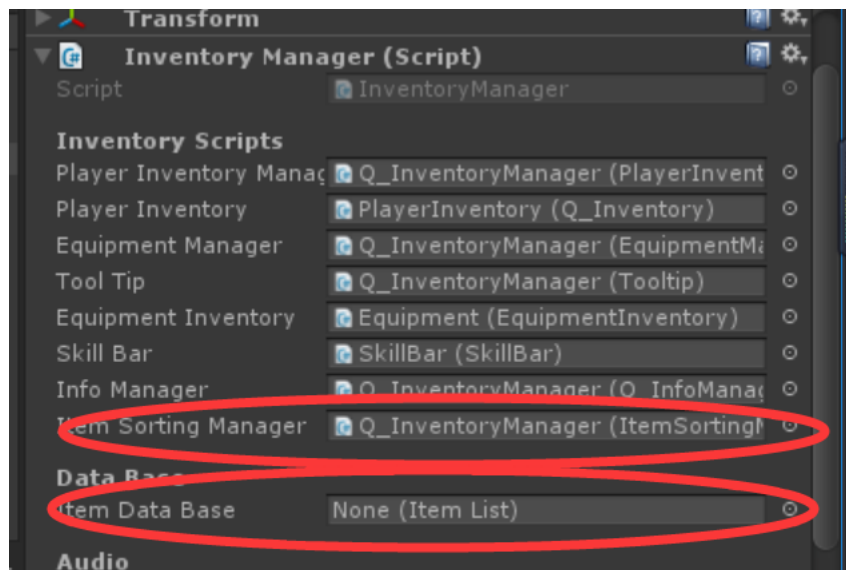 Transform
Inventory Manager (Script)
Script InventoryManager
Inventory Scripts
Player Inventory Manag Q_InventoryManager (PlayerInvent
Player Inventory PlayerInventory (Q_Inventory)
Equipment Manager Q_InventoryManager (EquipmentMa
Tool Tip Q_InventoryManager (Tooltip)
Equipment Inventory Equipment (EquipmentInventory)
Skill Bar SkillBar (SkillBar)
Info Manager Q_InventoryManager (Q_InfoManag
Item Sorting Manager Q_InventoryManager (ItemSortingM
Data Base
Item Data Base None (Item List)
Audio